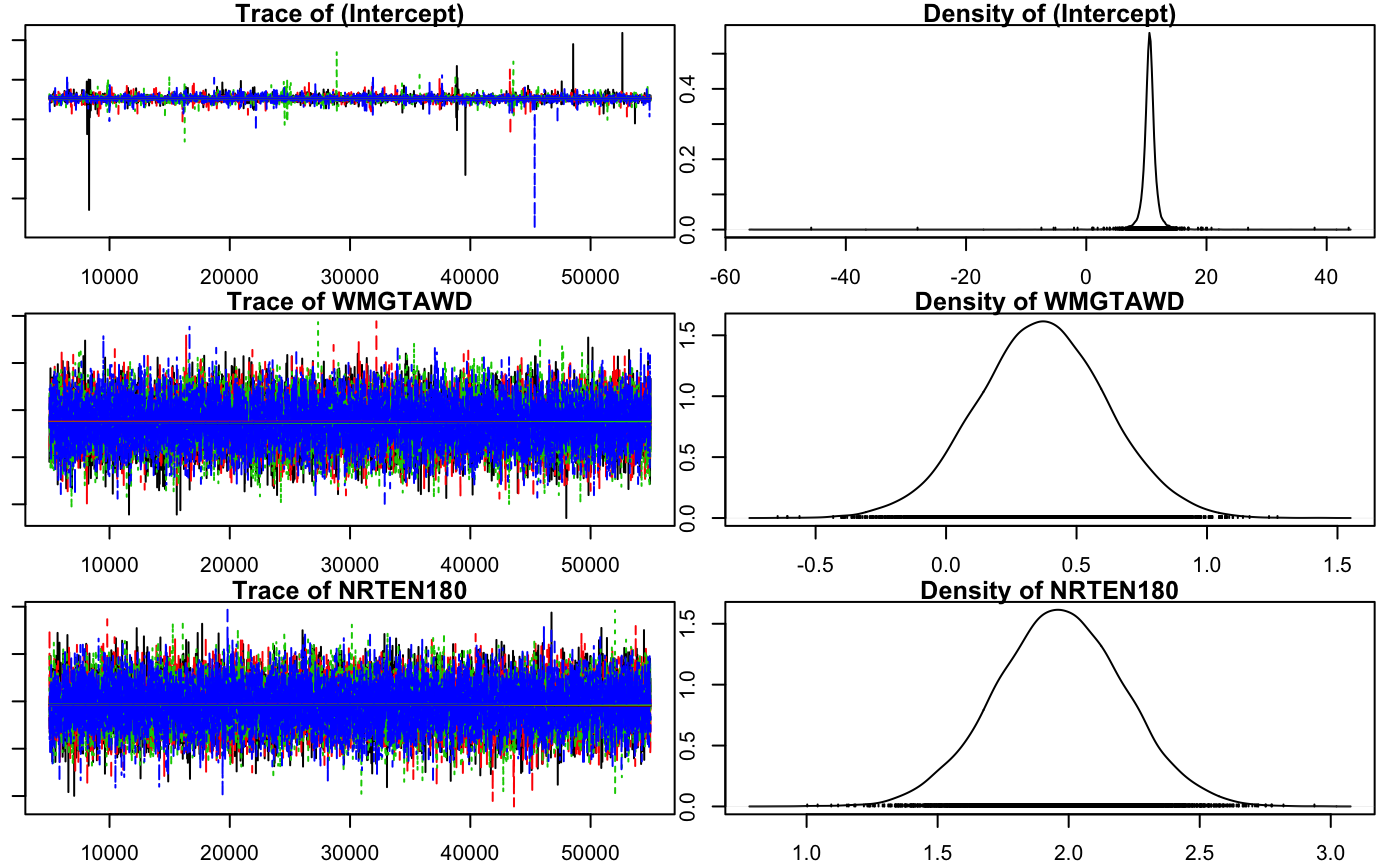 Trace of (Intercept)
10000 20000 30000 40000 50000
Density of (Intercept)
0.0 0.2 0.4
-60 -40 -20 0 20 40
Trace of WMGTAWD
10000 20000 30000 40000 50000
Density of WMGTAWD
0.0 0.5 1.0 1.5
-0.5 0.0 0.5 1.0 1.5
Trace of NRTEN180
10000 20000 30000 40000 50000
Density of NRTEN180
0.0 0.5 1.0 1.5
1.0 1.5 2.0 2.5 3.0